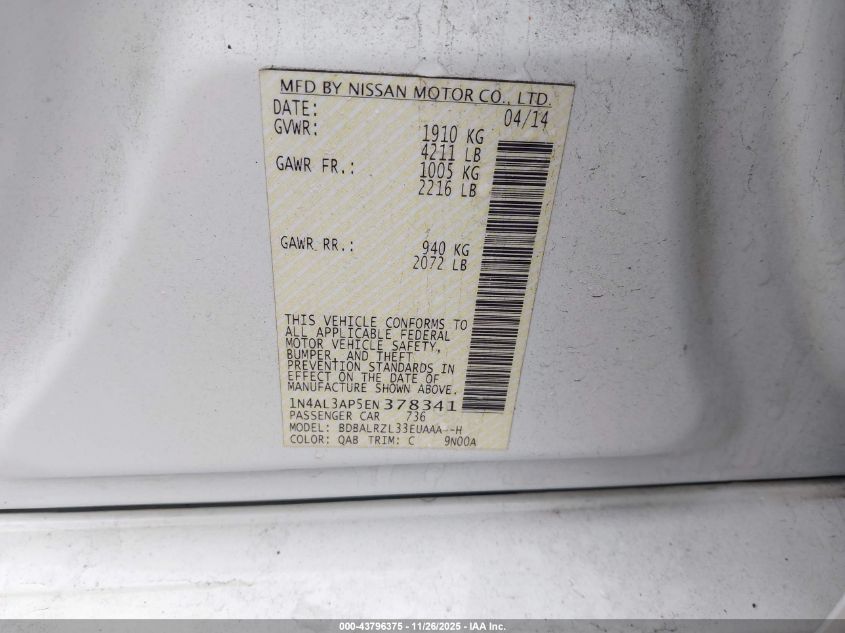 MFD BY NISSAN MOTOR CO., LTD.
DATE: 04/14
GVWR: 1910 KG
4211 LB
GAWR FR.: 1005 KG
2216 LB
GAWR RR.: 940 KG
2072 LB
THIS VEHICLE CONFORMS TO
ALL APPLICABLE FEDERAL
MOTOR VEHICLE SAFETY,
BUMPER, AND THEFT
PREVENTION STANDARDS IN
EFFECT ON THE DATE OF
MANUFACTURE SHOWN ABOVE.
1N4AL3AP5EN378341
PASSENGER CAR 736
MODEL: BDBALRZL33EUAAA--H
COLOR: QAB TRIM: C 9N00A
000-43796375 - 11/26/2025 - IAA Inc.